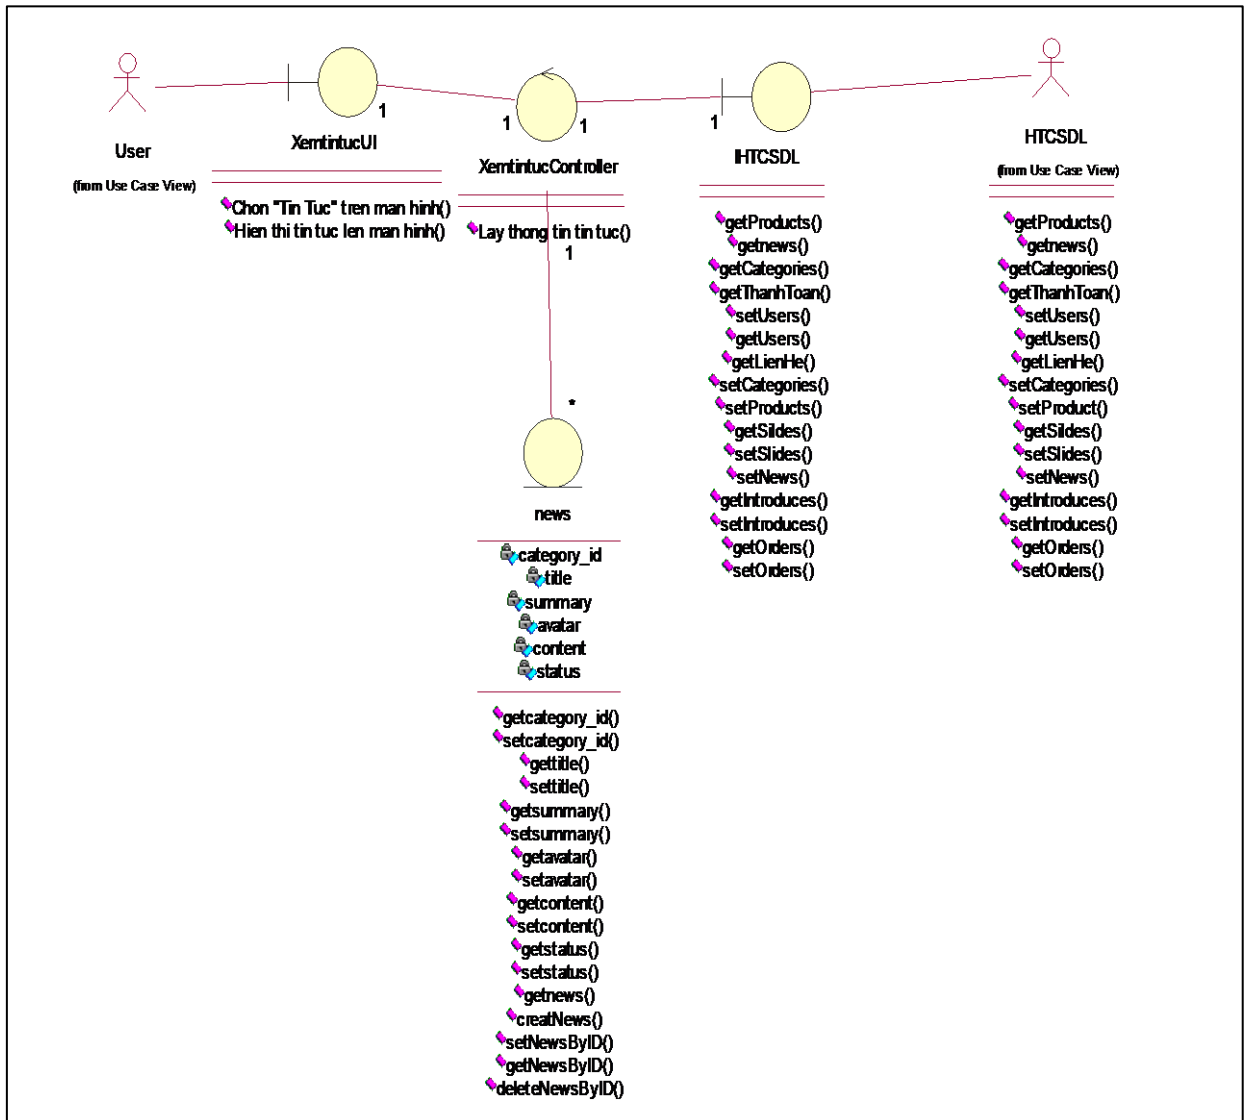 User
(from Use Case View)
XemtintucUI
1
Chon "Tin Tuc" tren man hinh()
Hien thi tin tuc len man hinh()
1
1
XemtintucController
Lay thong tin tin tuc()
1
*
news
category_id
title
summary
avatar
content
status
getcategory_id()
setcategory_id()
gettitle()
settitle()
getsummary()
setsummary()
getavatar()
setavatar()
getcontent()
setcontent()
getstatus()
setstatus()
getnews()
creatNews()
setNewsByID()
getNewsByID()
deleteNewsByID()
1
IHTCSDL
getProducts()
getnews()
getCategories()
getThanhToan()
setUsers()
getUsers()
getLienHe()
setCategories()
setProducts()
getSildes()
setSlides()
setNews()
getIntroduces()
setIntroduces()
getOrders()
setOrders()
HTCSDL
(from Use Case View)
getProducts()
getnews()
getCategories()
getThanhToan()
setUsers()
getUsers()
getLienHe()
setCategories()
setProduct()
getSildes()
setSlides()
setNews()
getIntroduces()
setIntroduces()
getOrders()
setOrders()